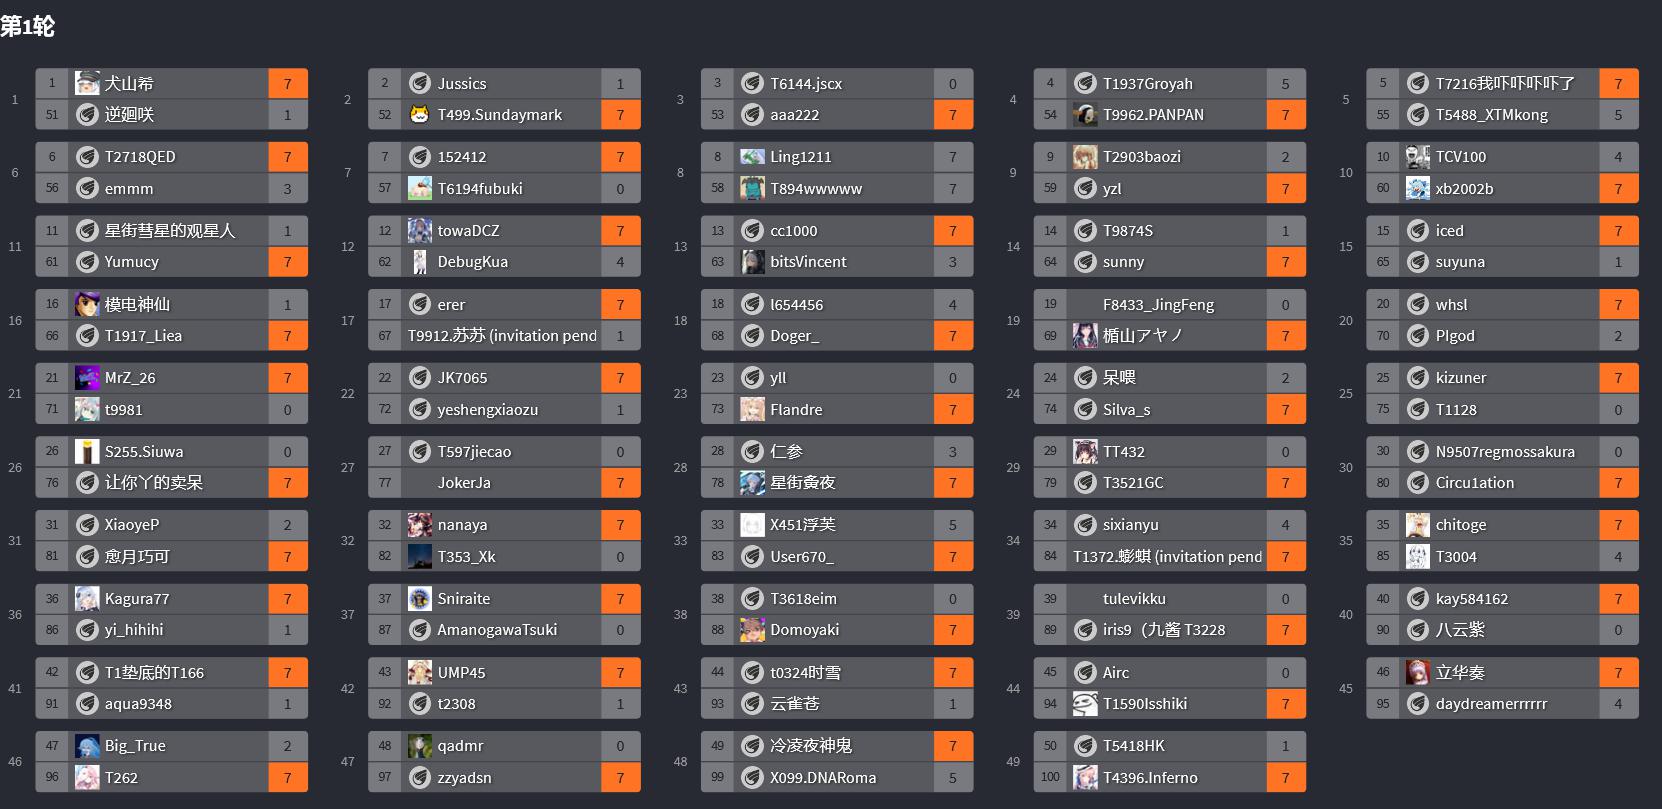 第1轮
1 1 犬山希 7
51 逆廻咲 1
2 2 Jussics 1
52 T499.Sundaymark 7
3 3 T6144.jscx 0
53 aaa222 7
4 4 T1937Groyah 5
54 T9962.PANPAN 7
5 5 T7216我吓吓吓吓了 7
55 T5488_XTMkong 5
6 6 T2718QED 7
56 emmm 3
7 7 152412 7
57 T6194fubuki 0
8 8 Ling1211 7
58 T894wwwww 7
9 9 T2903baozi 2
59 yzl 7
10 10 TCV100 4
60 xb2002b 7
11 11 星街彗星的观星人 1
61 Yumucy 7
12 12 towaDCZ 7
62 DebugKua 4
13 13 cc1000 7
63 bitsVincent 3
14 14 T9874S 1
64 sunny 7
15 15 iced 7
65 suyuna 1
16 16 模电神仙 1
66 T1917_Liea 7
17 17 erer 7
67 T9912.苏苏 (invitation pend 1
18 18 l654456 4
68 Doger_ 7
19 19 F8433_JingFeng 0
69 楯山アヤノ 7
20 20 whsl 7
70 PIgod 2
21 21 MrZ_26 7
71 t9981 0
22 22 JK7065 7
72 yeshengxiaozu 1
23 23 yll 0
73 Flandre 7
24 24 呆喂 2
74 Silva_s 7
25 25 kizuner 7
75 T1128 0
26 26 S255.Siuwa 0
76 让你丫的卖呆 7
27 27 T597jiecao 0
77 JokerJa 7
28 28 仁参 3
78 星街夜 7
29 29 TT432 0
79 T3521GC 7
30 30 N9507regmossakura 0
80 Circu1ation 7
31 31 XiaoyeP 2
81 愈月巧可 7
32 32 nanaya 7
82 T353_Xk 0
33 33 X451浮芙 5
83 User670_ 7
34 34 sixianyu 4
84 T1372.蟛蜞 (invitation pend 7
35 35 chitoge 7
85 T3004 4
36 36 Kagura77 7
86 yi_hihihi 1
37 37 Sniraite 7
87 AmanogawaTsuki 0
38 38 T3618eim 0
88 Domoyaki 7
39 39 tulevikku 0
89 iris9（九酱 T3228 7
40 40 kay584162 7
90 八云紫 0
41 42 T1垫底的T166 7
91 aqua9348 1
42 43 UMP45 7
92 t2308 1
43 44 t0324时雪 7
93 云雀苍 1
44 45 Airc 0
94 T1590Isshiki 7
45 46 立华奏 7
95 daydreamerrrrrr 4
46 47 Big_True 2
96 T262 7
47 48 qadmr 0
97 zzyadsn 7
48 49 冷凌夜神鬼 7
99 X099.DNARoma 5
49 50 T5418HK 1
100 T4396.Inferno 7